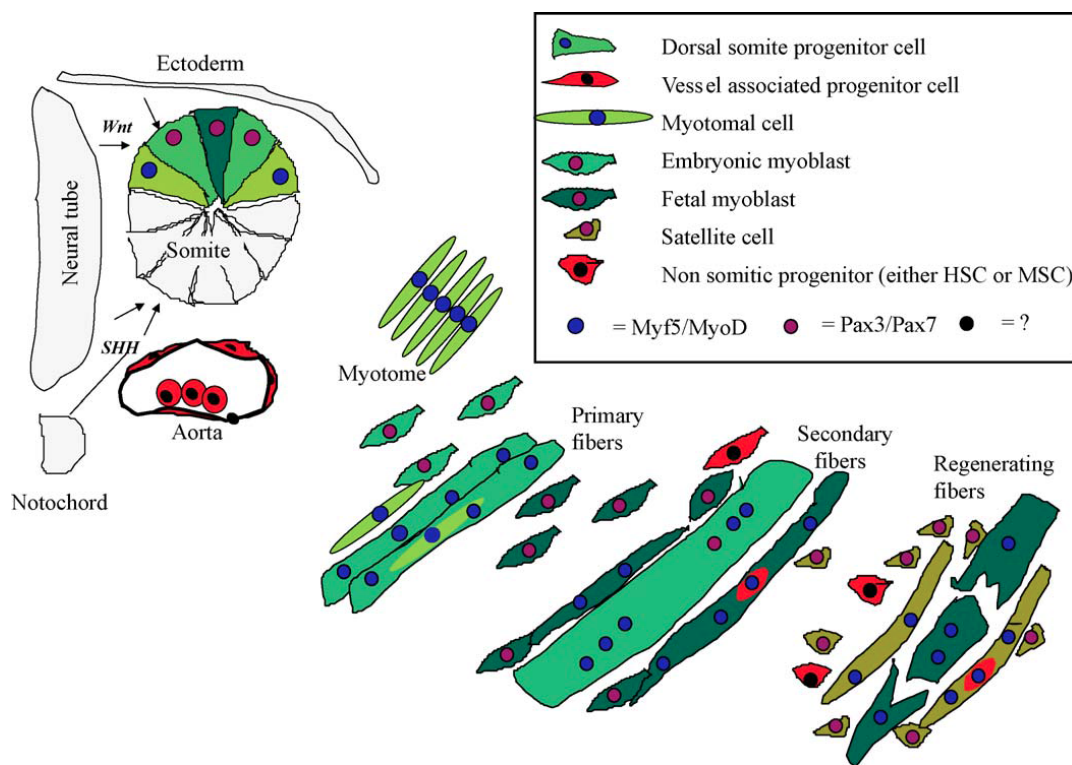 Ectoderm
Wnt
Neural tube
Somite
SHH
Aorta
Notochord
Dorsal somite progenitor cell
Vessel associated progenitor cell
Myotomal cell
Embryonic myoblast
Fetal myoblast
Satellite cell
Non somitic progenitor (either HSC or MSC)
= Myf5/MyoD
= Pax3/Pax7
= ?
Myotome
Primary
fibers
Secondary
fibers
Regenerating
fibers